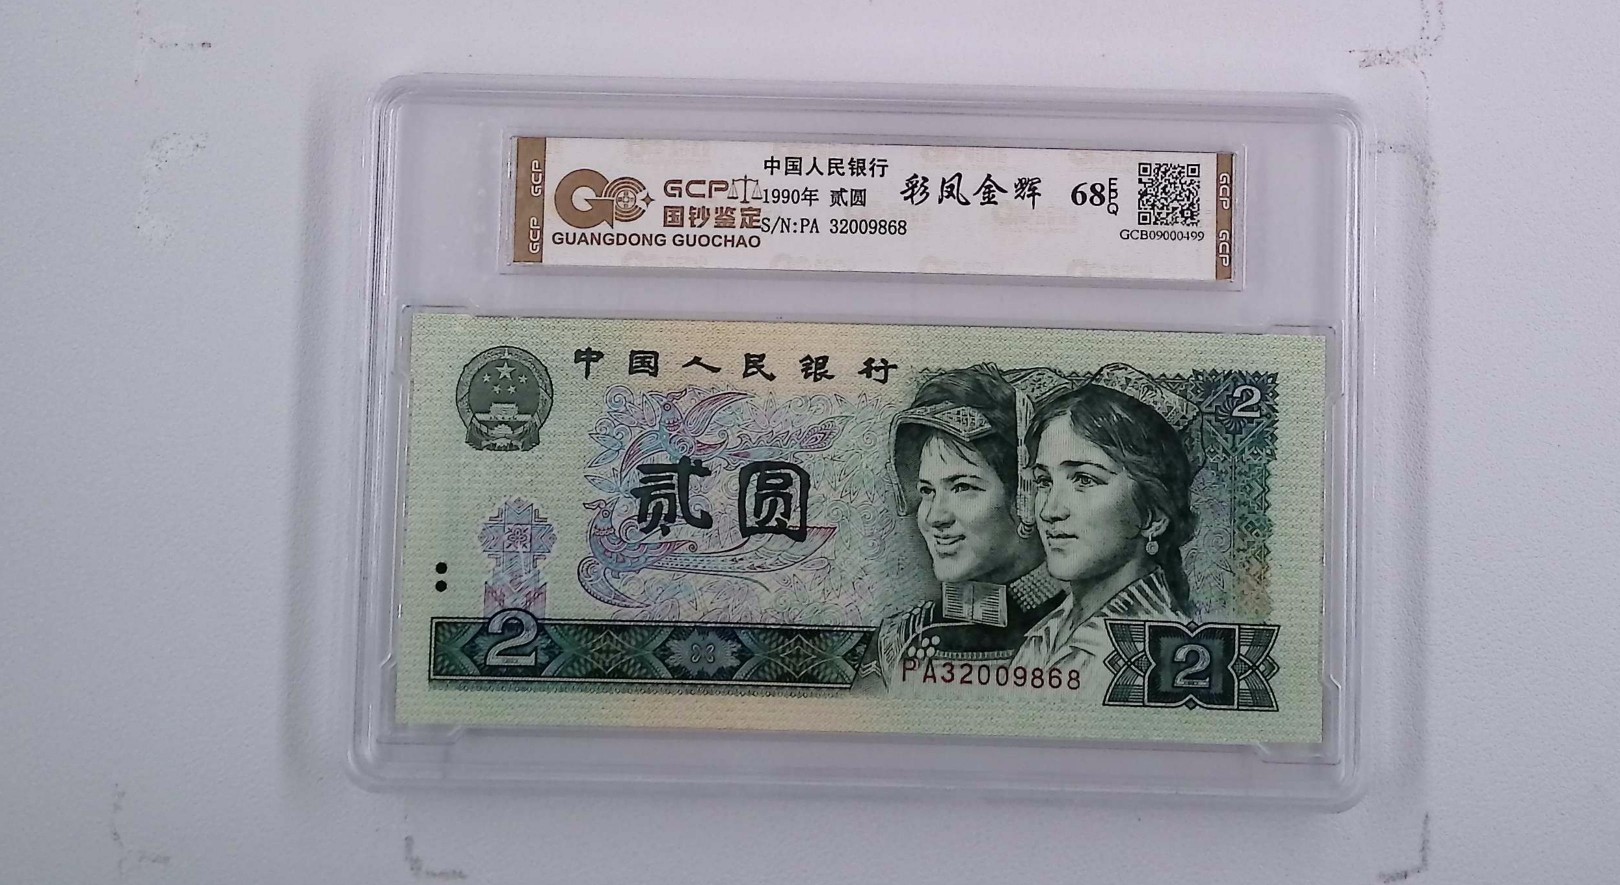 GCP GCP
GCP
国钞鉴定
GUANGDONG GUOCHAO
中国人民银行
1990年 贰圆
S/N:PA 32009868
彩凤金辉
68 EPQ
GCB09000499
GCP GCP
中国人民银行
2
贰圆
2
PA32009868
2